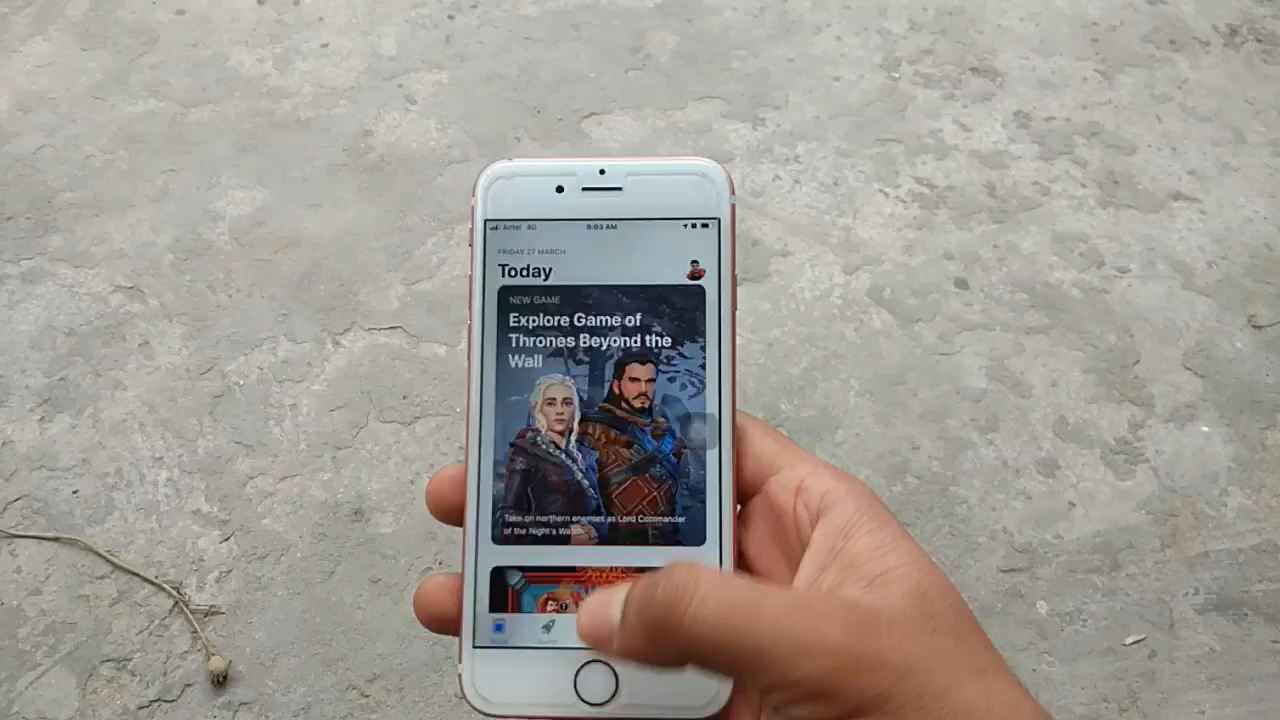 Airtel 4G 9:03 AM
FRIDAY 27 MARCH
Today
NEW GAME
Explore Game of
Thrones Beyond the
Wall
Take on northern enemies as Lord Commander
of the Night's Watch